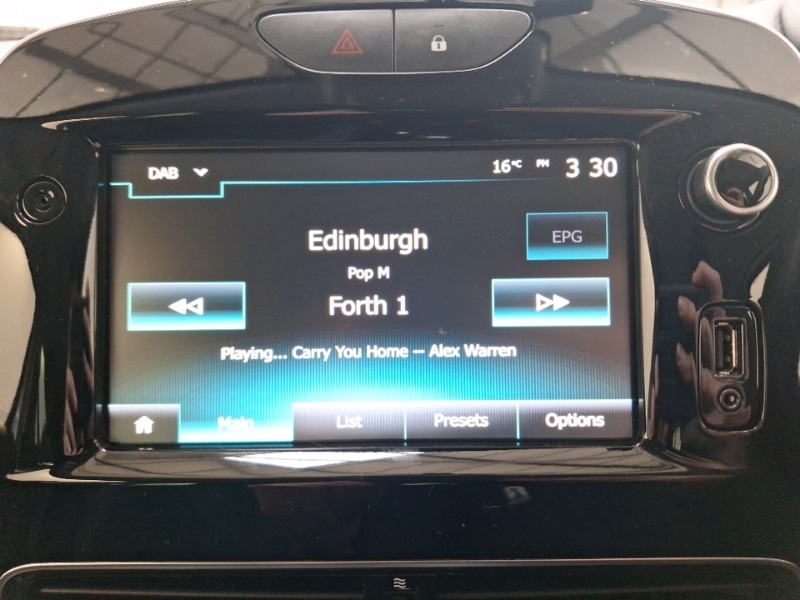 DAB 16°C PM 3 30
Edinburgh
EPG
Pop M
Forth 1
Playing... Carry You Home – Alex Warren
Main List Presets Options